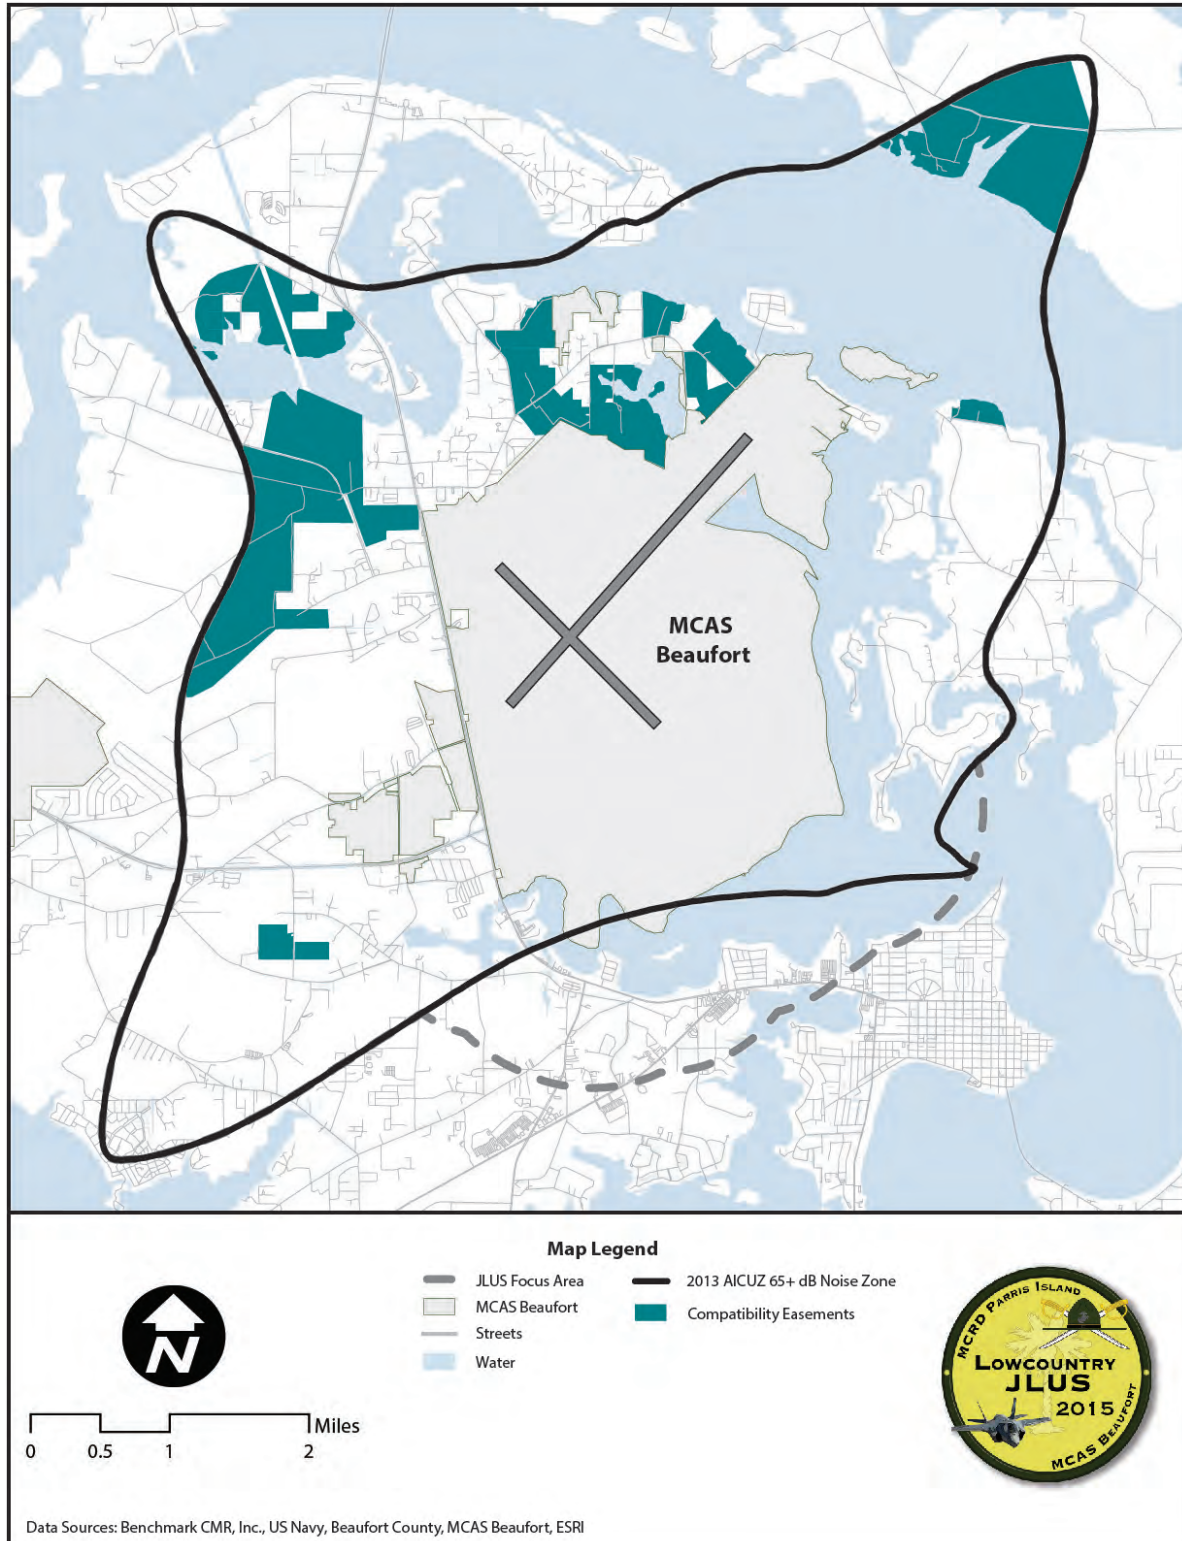 MCAS
Beaufort
Map Legend
JLUS Focus Area
MCAS Beaufort
Streets
Water
2013 AICUZ 65+ dB Noise Zone
Compatibility Easements
N
0 0.5 1 2 Miles
MCRD PARRIS ISLAND
LOWCOUNTRY
JLUS
2015
MCAS BEAUFORT
Data Sources: Benchmark CMR, Inc., US Navy, Beaufort County, MCAS Beaufort, ESRI